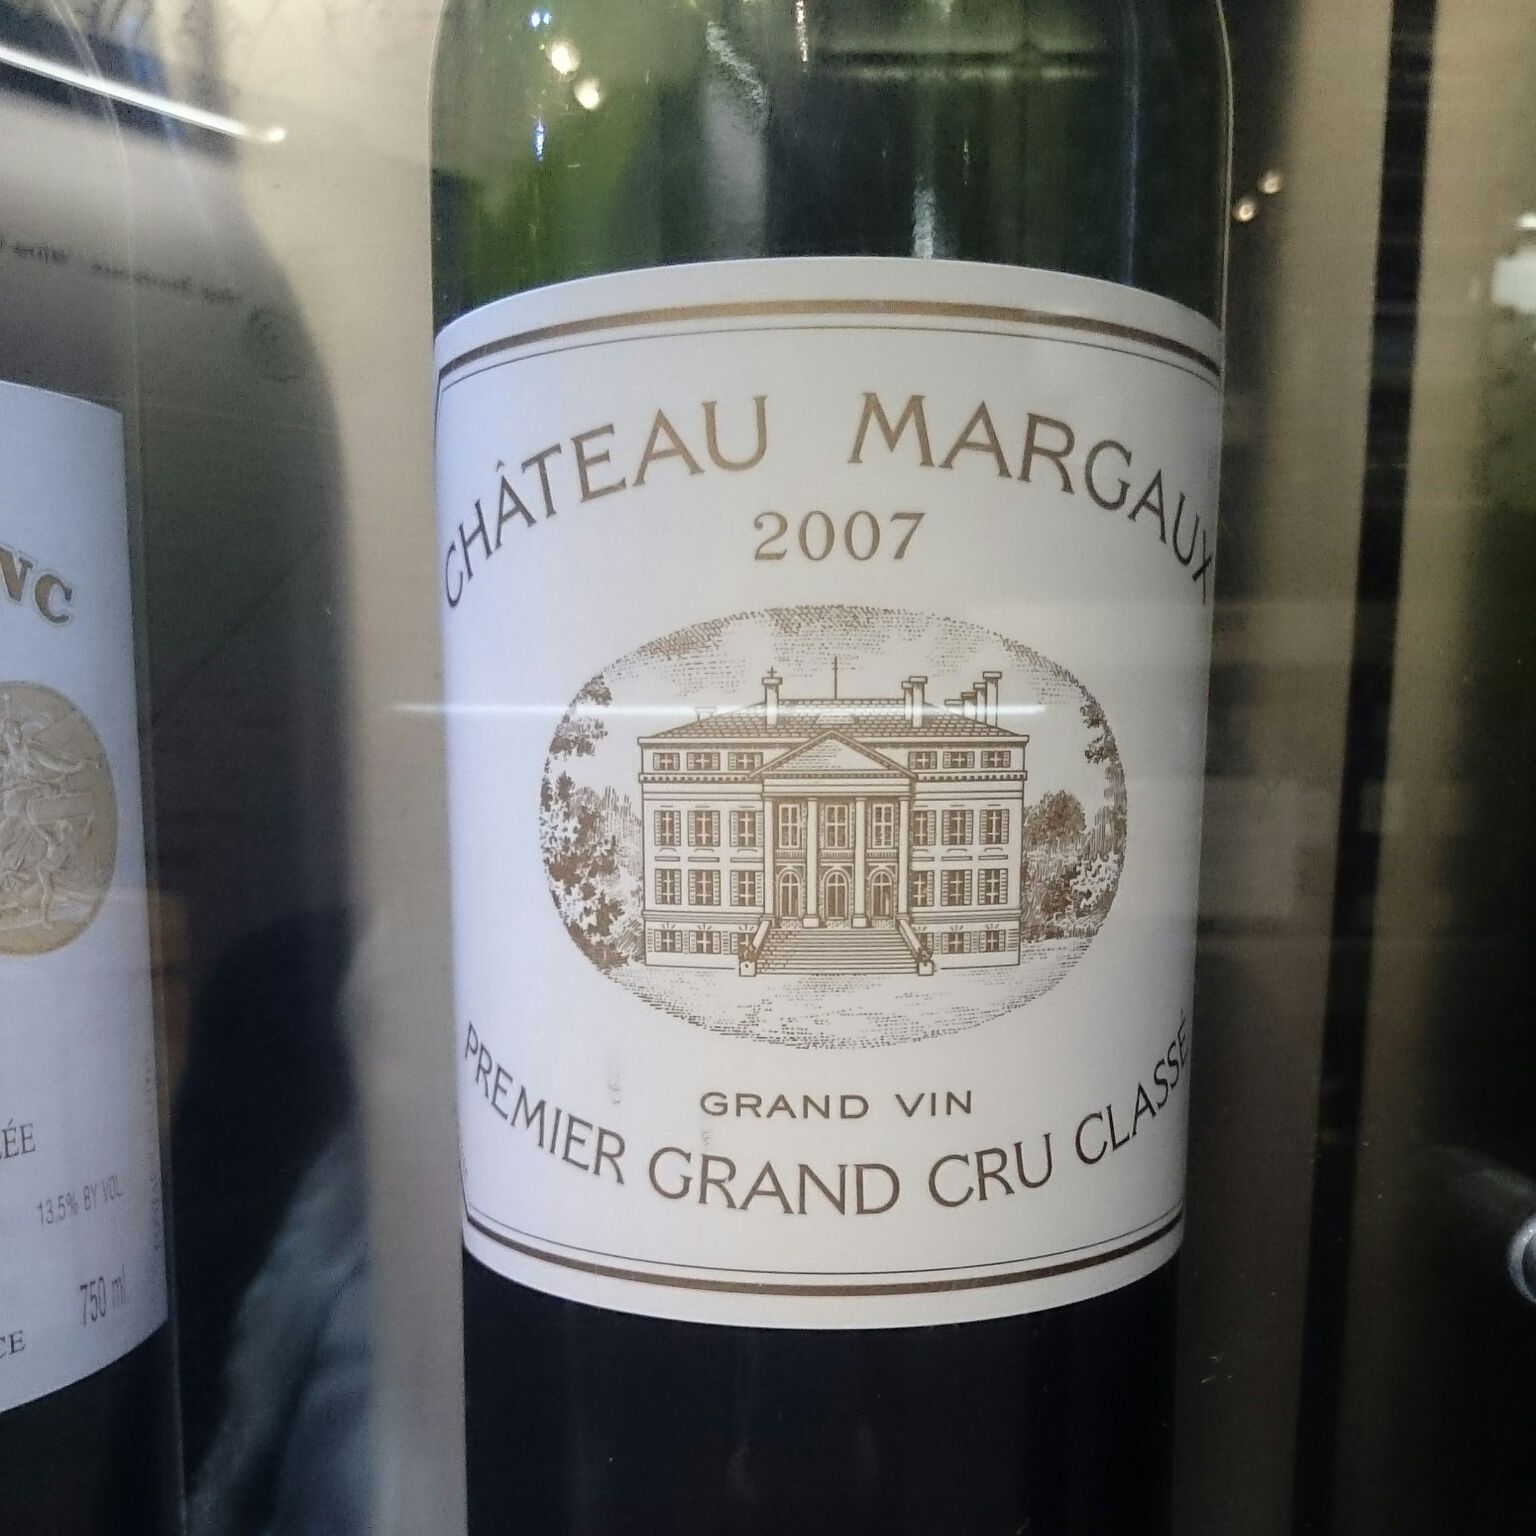 CHÂTEAU MARGAUX
2007
GRAND VIN
PREMIER GRAND CRU CLASSÉ
NC
ÉE
13,5% BY VOL
750 ml
CE